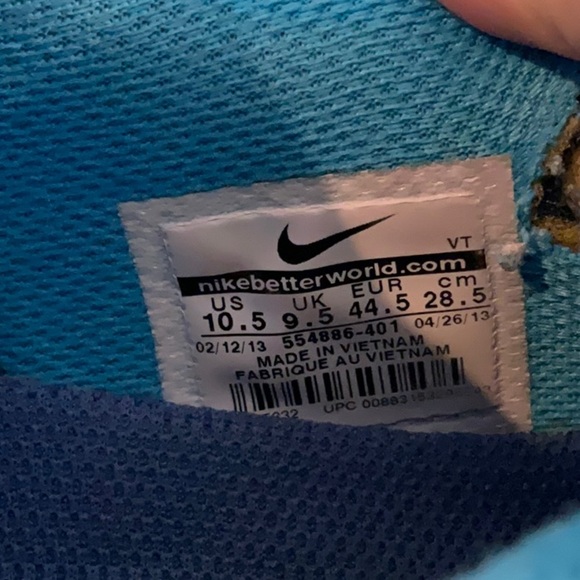 VT
nikebetterworld.com
US UK EUR cm
10.5 9.5 44.5 28.5
02/12/13 554886-401 04/26/13
MADE IN VIETNAM
FABRIQUE AU VIETNAM
UPC